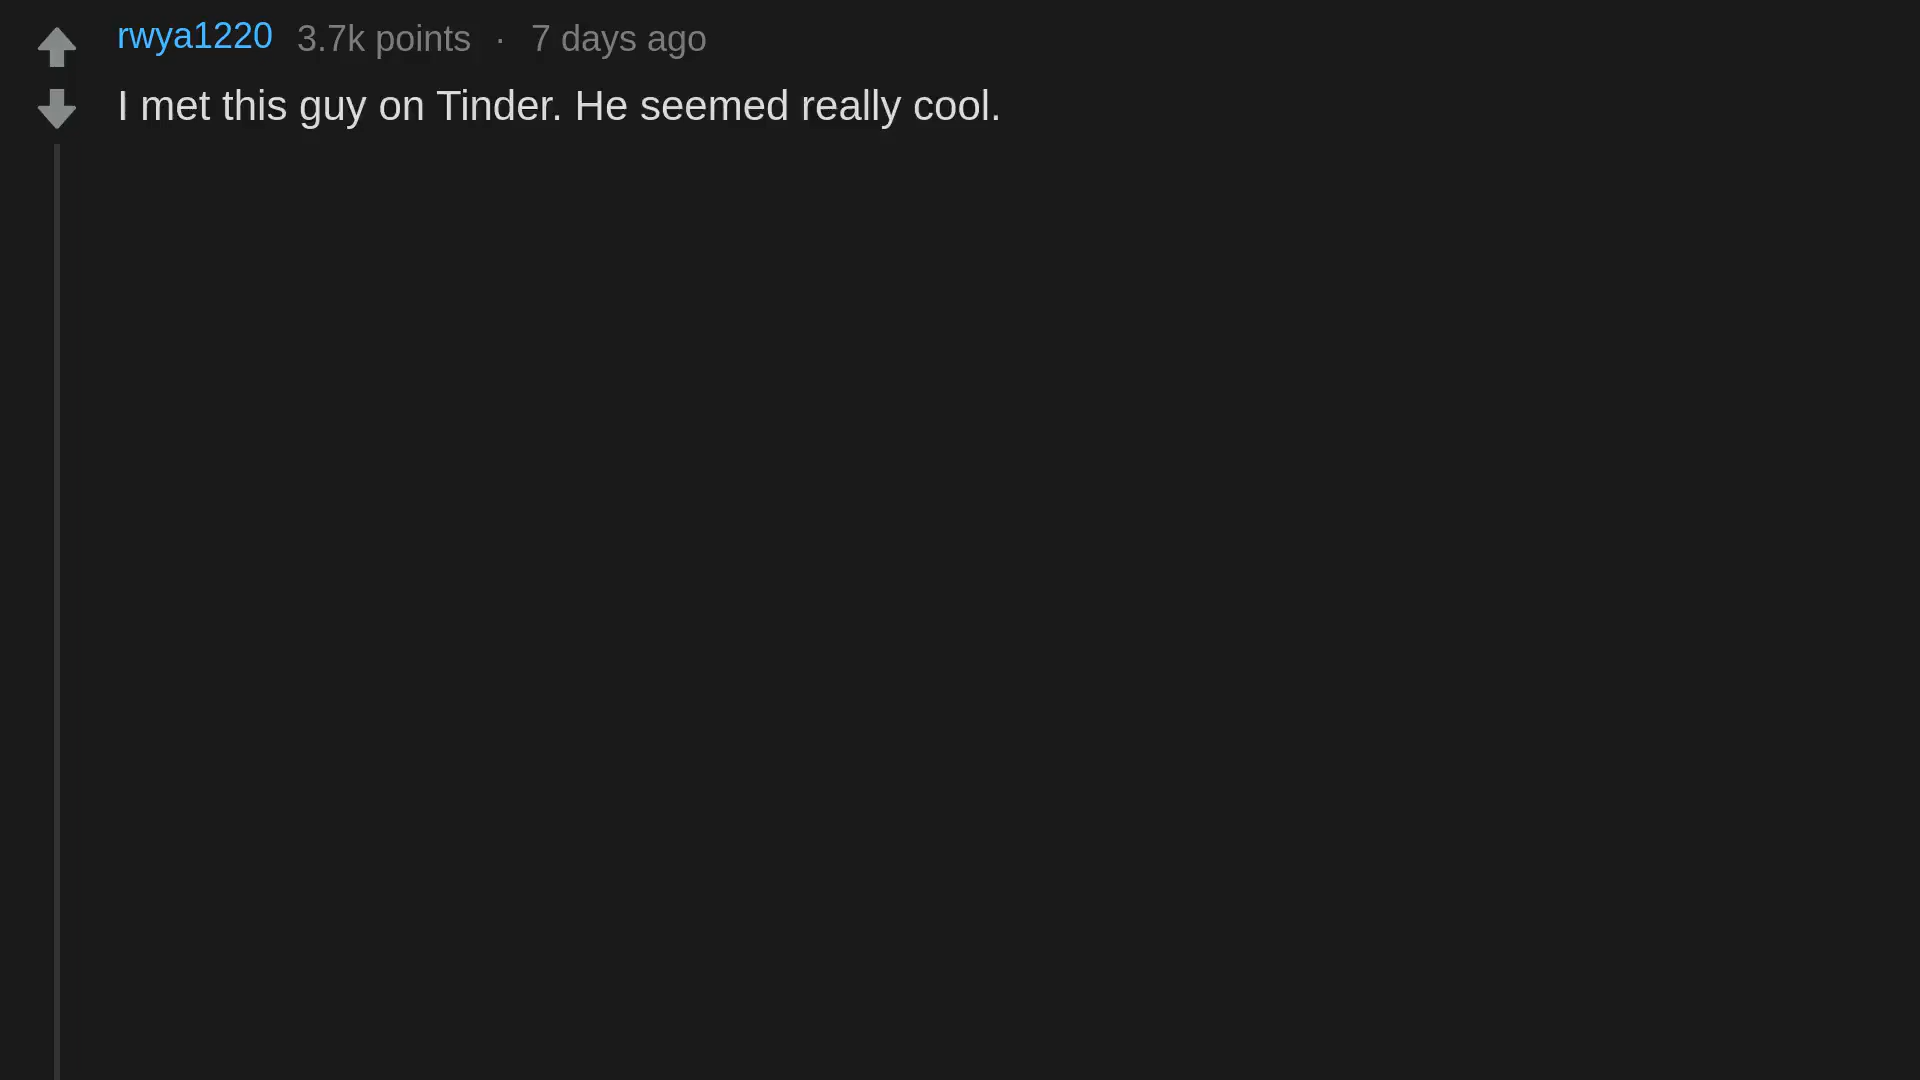 rwya1220 3.7k points · 7 days ago
I met this guy on Tinder. He seemed really cool.